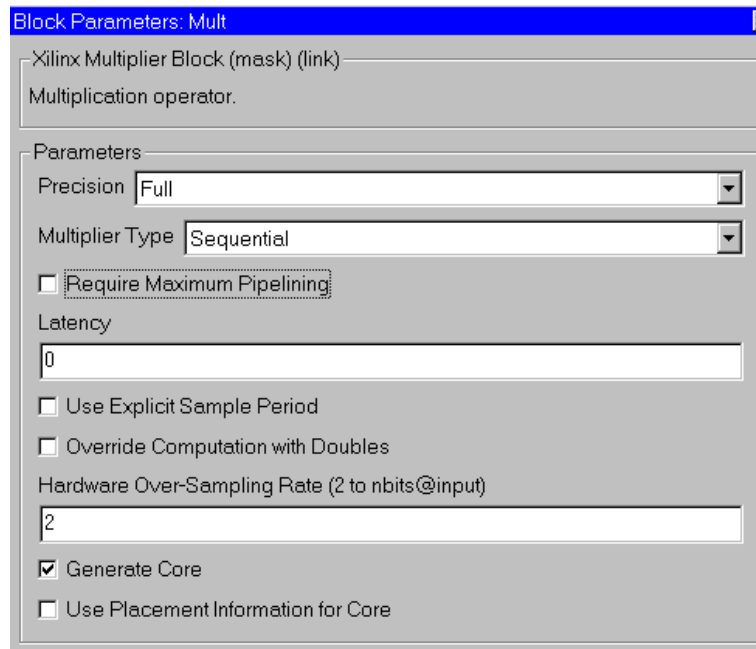 Block Parameters: Mult
Xilinx Multiplier Block (mask) (link)
Multiplication operator.
Parameters
Precision Full
Multiplier Type Sequential
Require Maximum Pipelining
Latency
0
Use Explicit Sample Period
Override Computation with Doubles
Hardware Over-Sampling Rate (2 to nbits@input)
2
Generate Core
Use Placement Information for Core